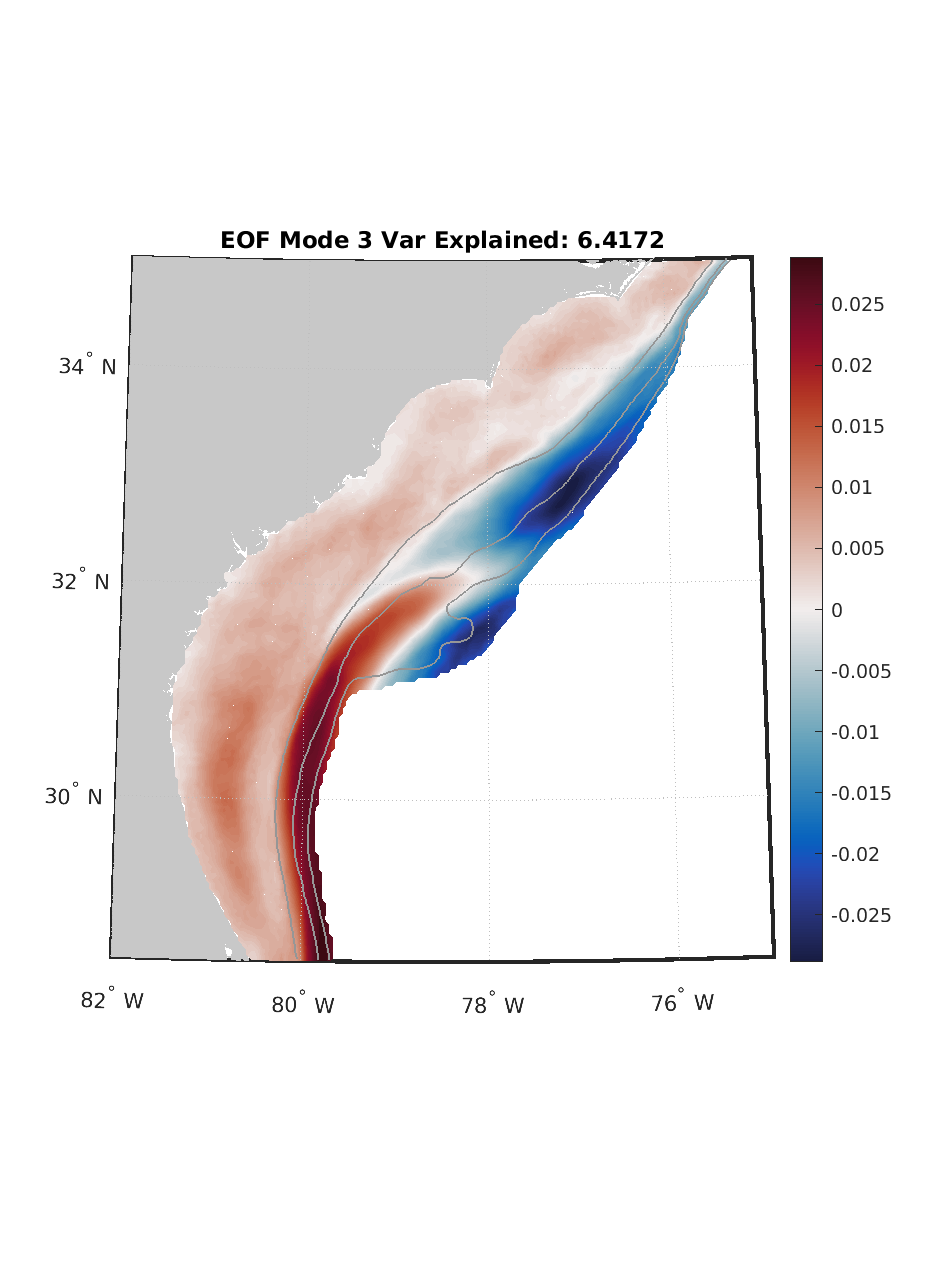 EOF Mode 3 Var Explained: 6.4172
34° N
32° N
30° N
82° W
80° W
78° W
76° W
0.025
0.02
0.015
0.01
0.005
0
-0.005
-0.01
-0.015
-0.02
-0.025